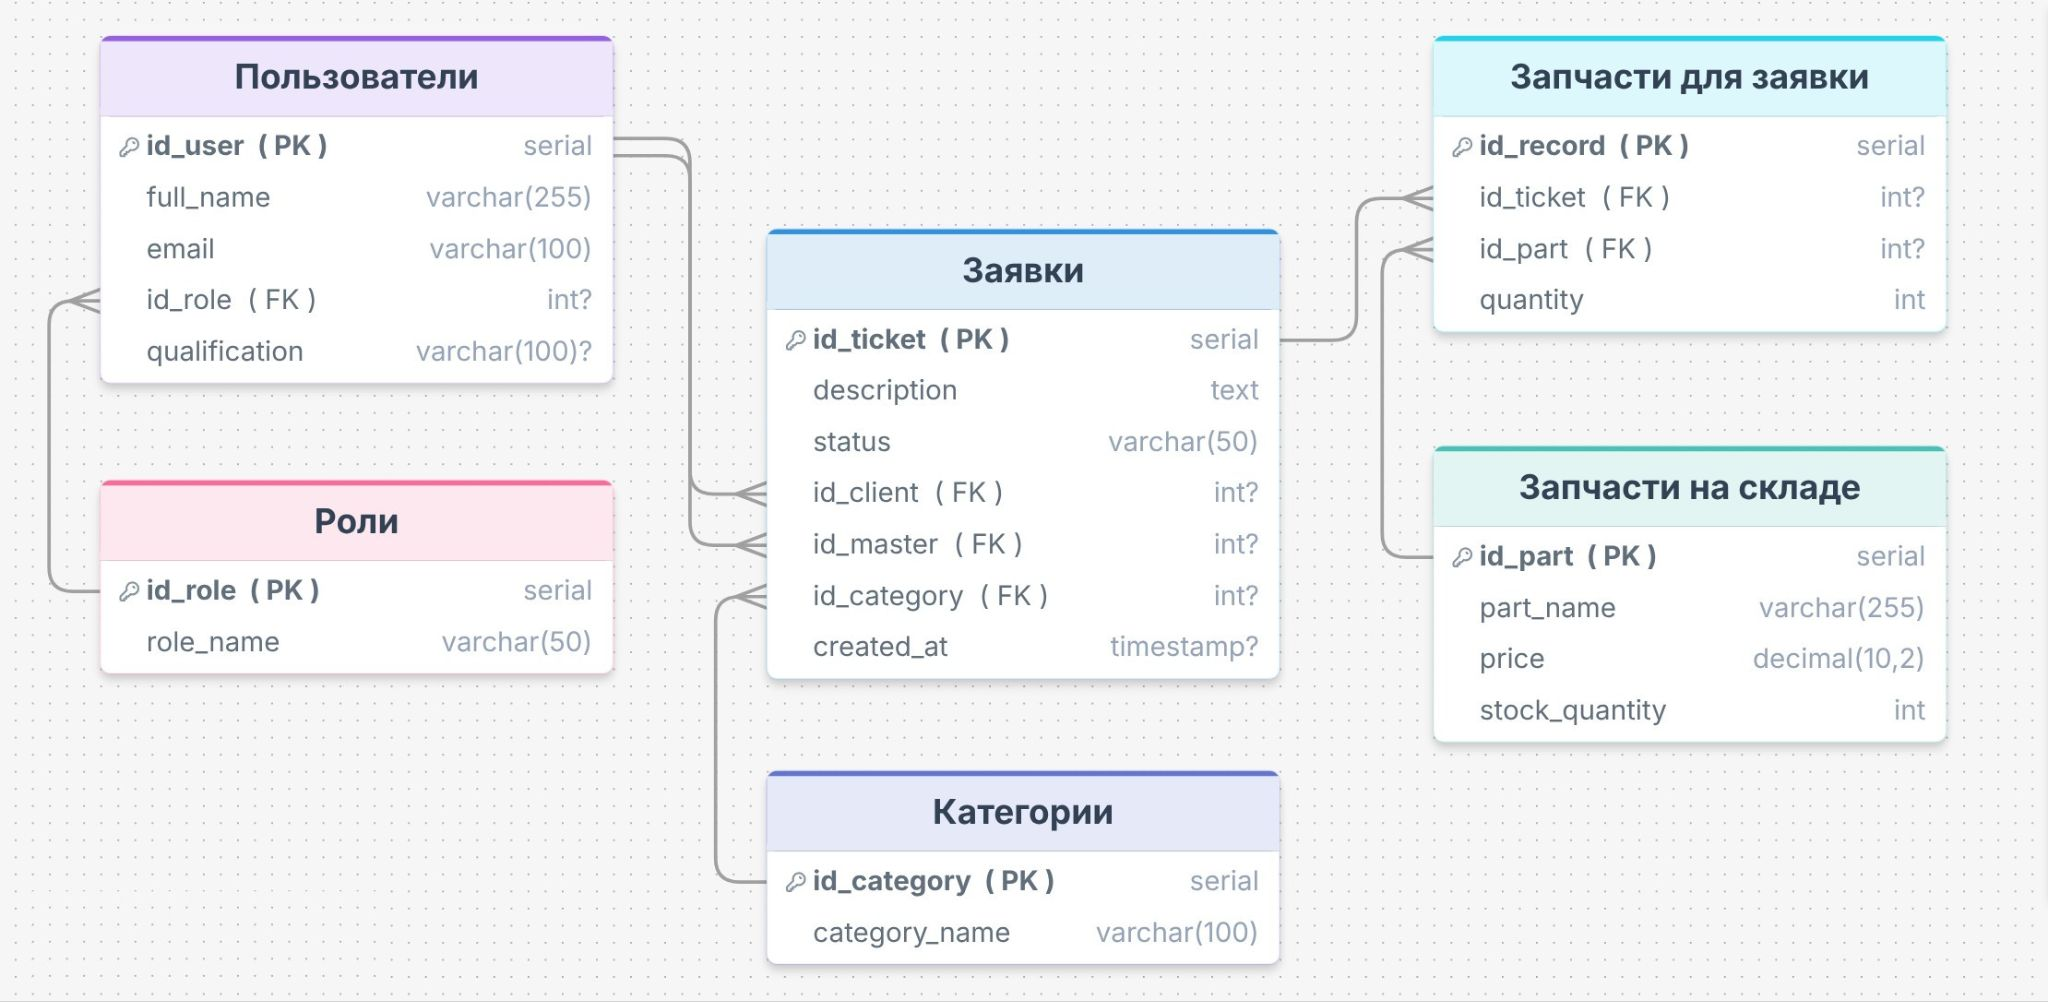 Пользователи
id_user ( PK ) serial
full_name varchar(255)
email varchar(100)
id_role ( FK ) int?
qualification varchar(100)?
Роли
id_role ( PK ) serial
role_name varchar(50)
Заявки
id_ticket ( PK ) serial
description text
status varchar(50)
id_client ( FK ) int?
id_master ( FK ) int?
id_category ( FK ) int?
created_at timestamp?
Категории
id_category ( PK ) serial
category_name varchar(100)
Запчасти для заявки
id_record ( PK ) serial
id_ticket ( FK ) int?
id_part ( FK ) int?
quantity int
Запчасти на складе
id_part ( PK ) serial
part_name varchar(255)
price decimal(10,2)
stock_quantity int